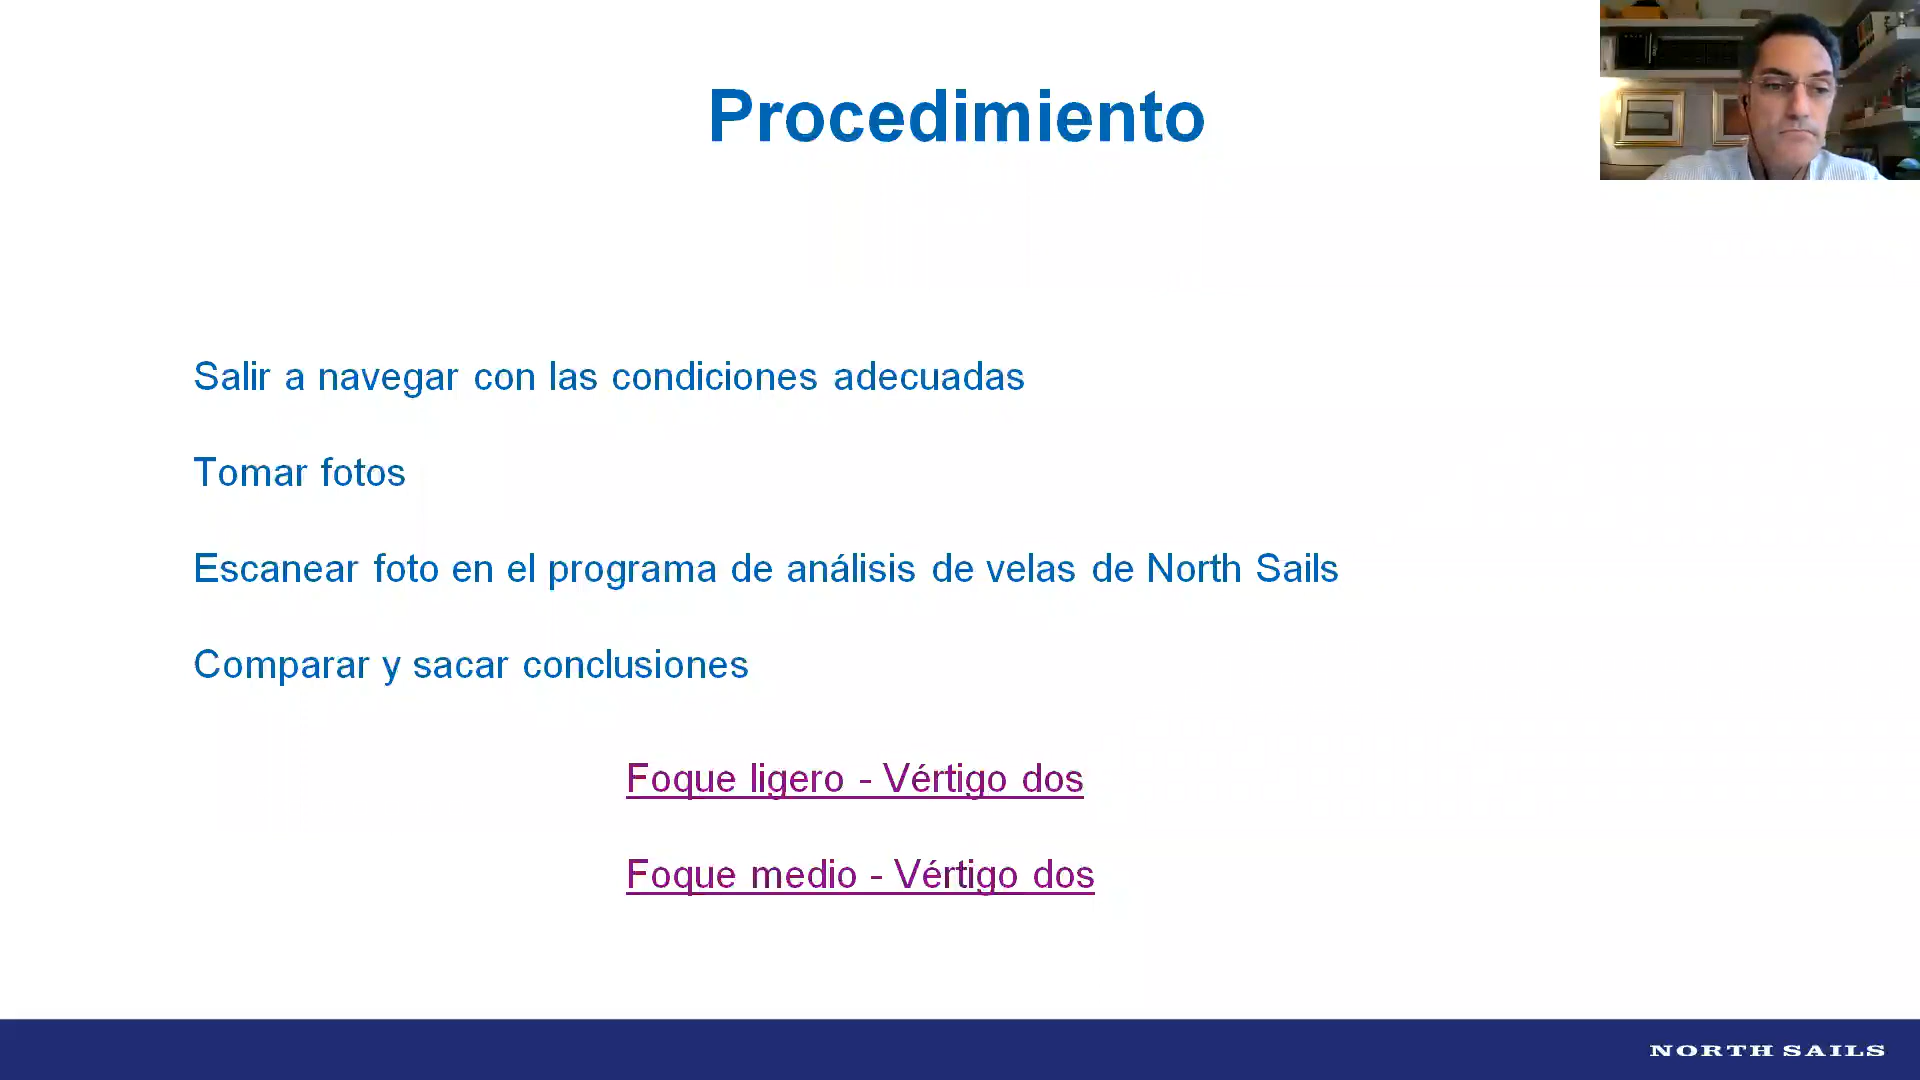 Procedimiento
Salir a navegar con las condiciones adecuadas
Tomar fotos
Escanear foto en el programa de análisis de velas de North Sails
Comparar y sacar conclusiones
Foque ligero - Vértigo dos
Foque medio - Vértigo dos
NORTH SAILS